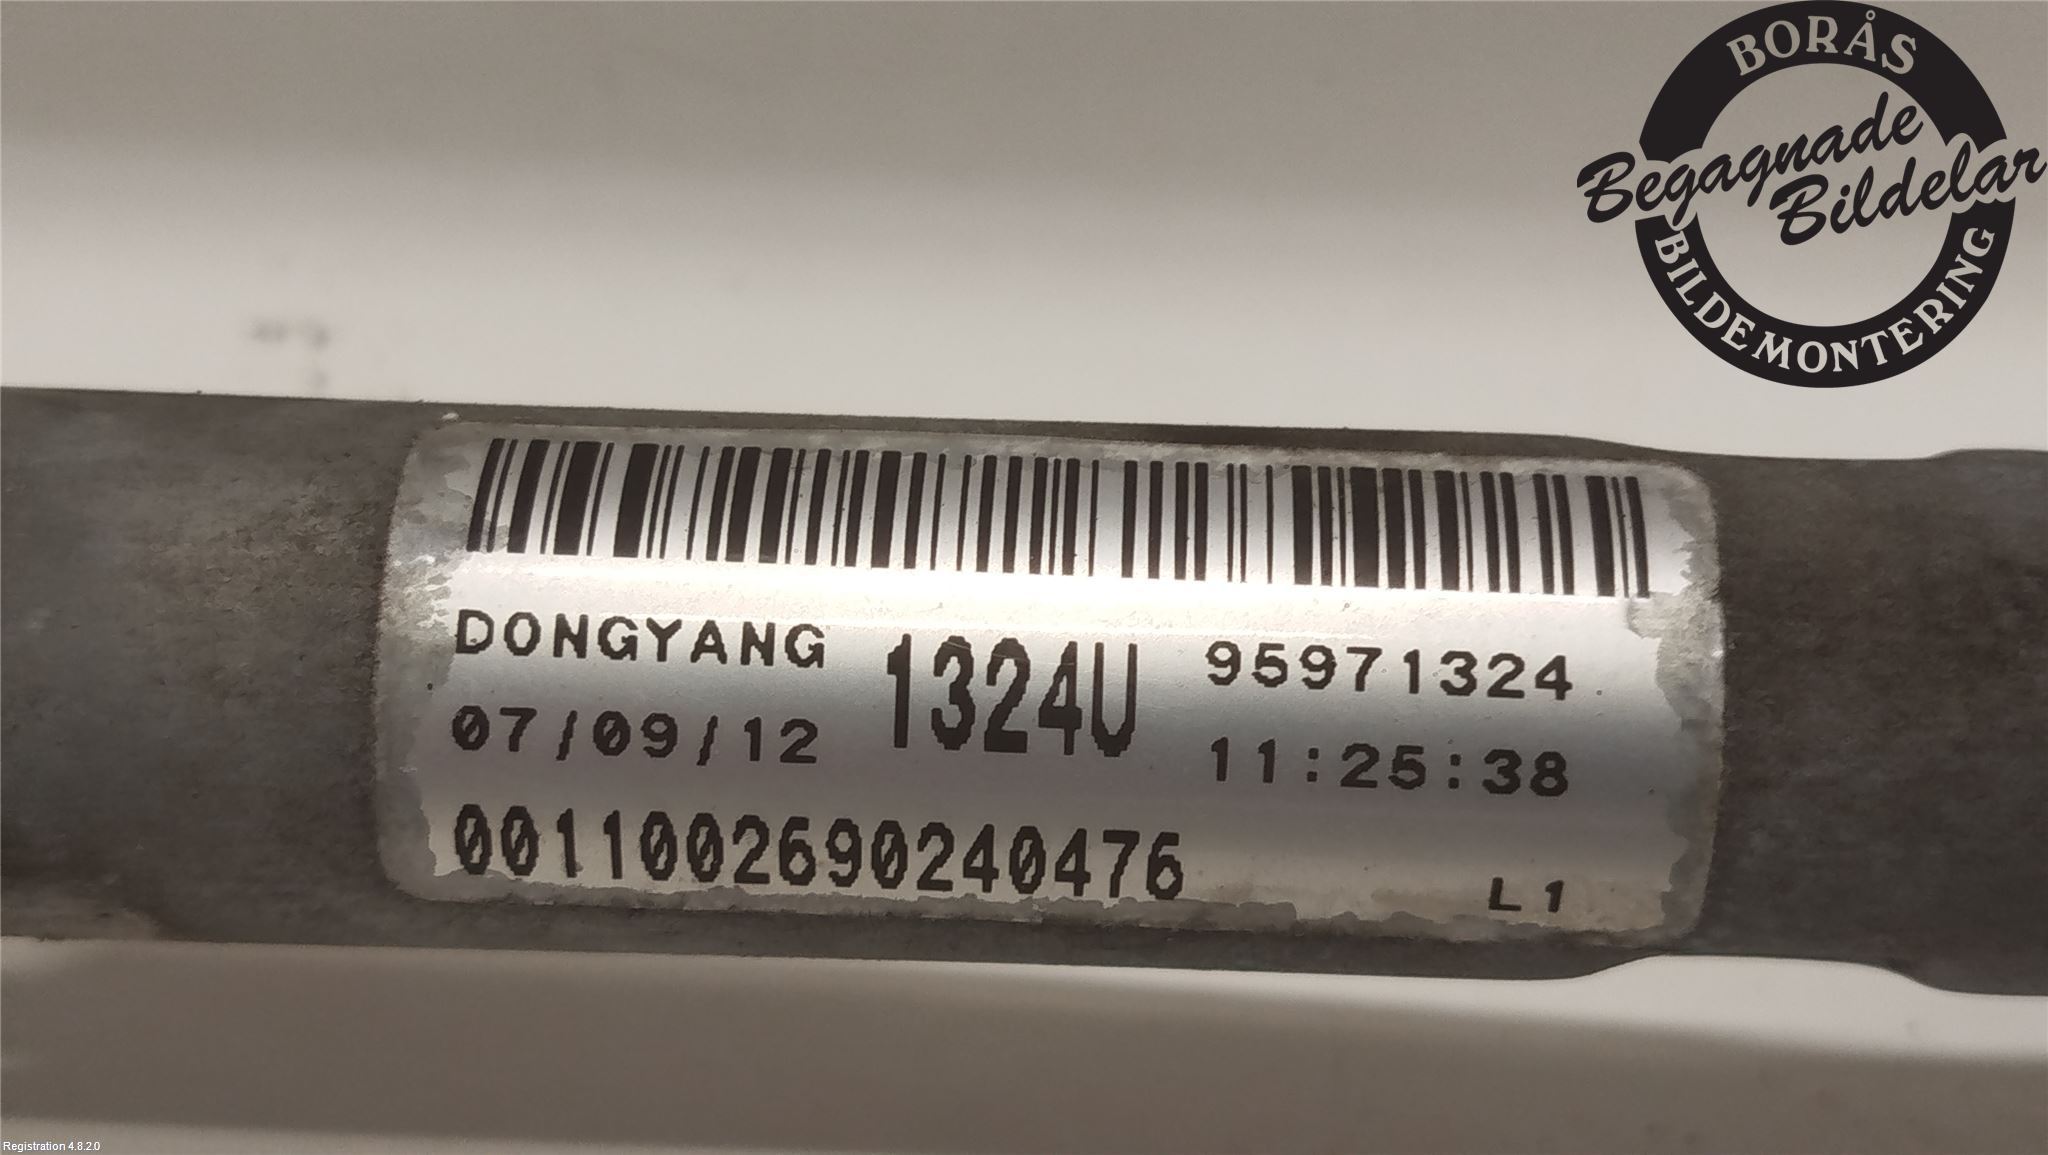 BORÅS
Begagnade
Bildelar
BILDEMONTERING
DONGYANG 1324U 95971324
07/09/12 11:25:38
0011002690240476
L1
Registration 4.8.2.0